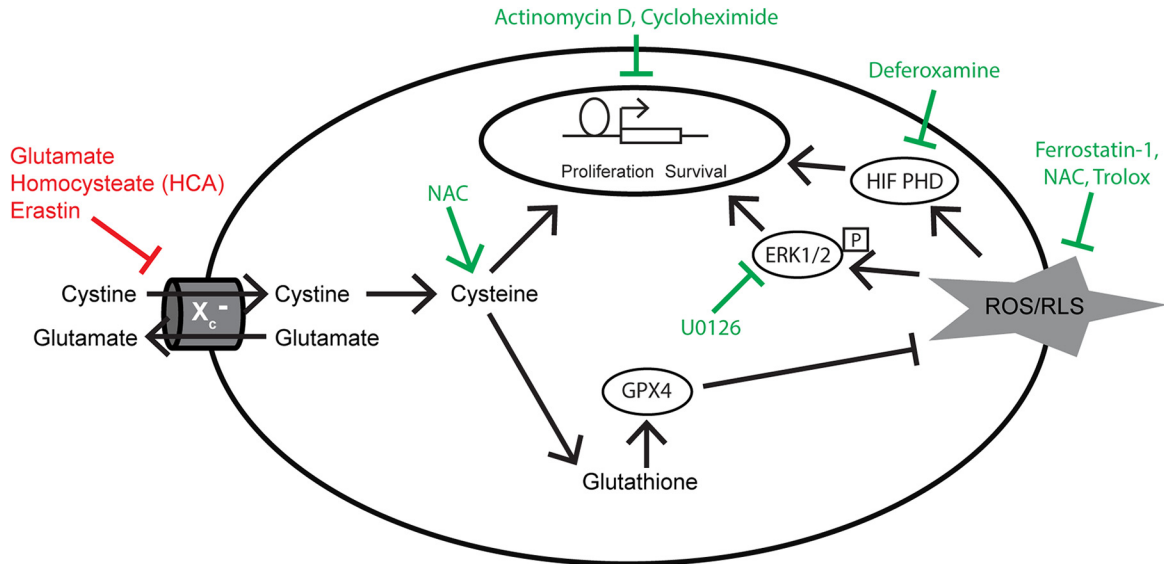 Actinomycin D, Cycloheximide
Deferoxamine
Glutamate
Homocysteate (HCA)
Erastin
Ferrostatin-1,
NAC, Trolox
Proliferation Survival
HIF PHD
NAC
P
ERK1/2
Cystine
Cystine
Cysteine
Xc-
ROS/RLS
Glutamate
Glutamate
U0126
GPX4
Glutathione